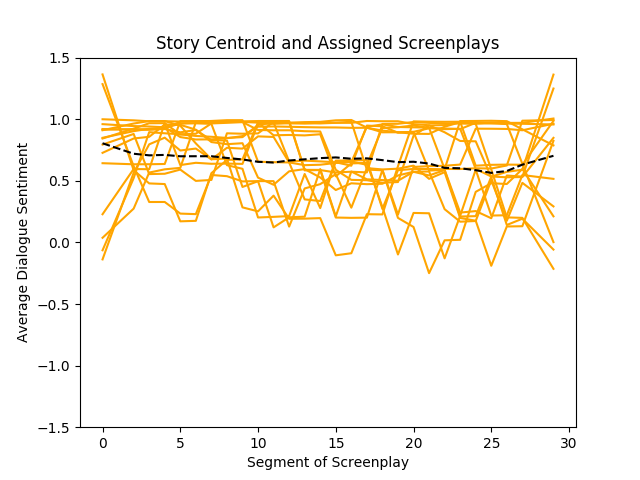 Story Centroid and Assigned Screenplays
Average Dialogue Sentiment
1.5
1.0
0.5
0.0
−0.5
−1.0
−1.5
0 5 10 15 20 25 30
Segment of Screenplay